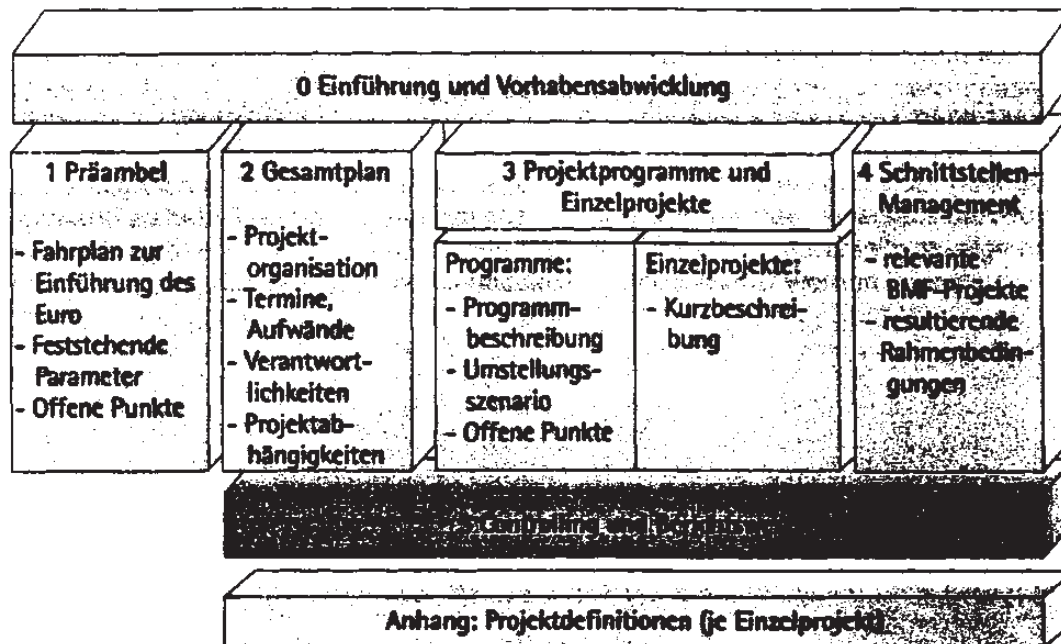 0 Einführung und Vorhabensabwicklung
1 Präambel
- Fahrplan zur
Einführung des
Euro
- Feststehende
Parameter
- Offene Punkte
2 Gesamtplan
- Projekt-
organisation
- Termine,
Aufwände
- Verantwort-
lichkeiten
- Projektab-
hängigkeiten
3 Projektprogramme und
Einzelprojekte
Programme:
- Programm-
beschreibung
- Umstellungs-
szenario
- Offene Punkte
Einzelprojekte:
- Kurzbeschrei-
bung
4 Schnittstellen-
Management
- relevante
BMF-Projekte
- resultierende
Rahmenbedin-
gungen
Controlling und
Anhang: Projektdefinitionen (je Einzelprojekt)